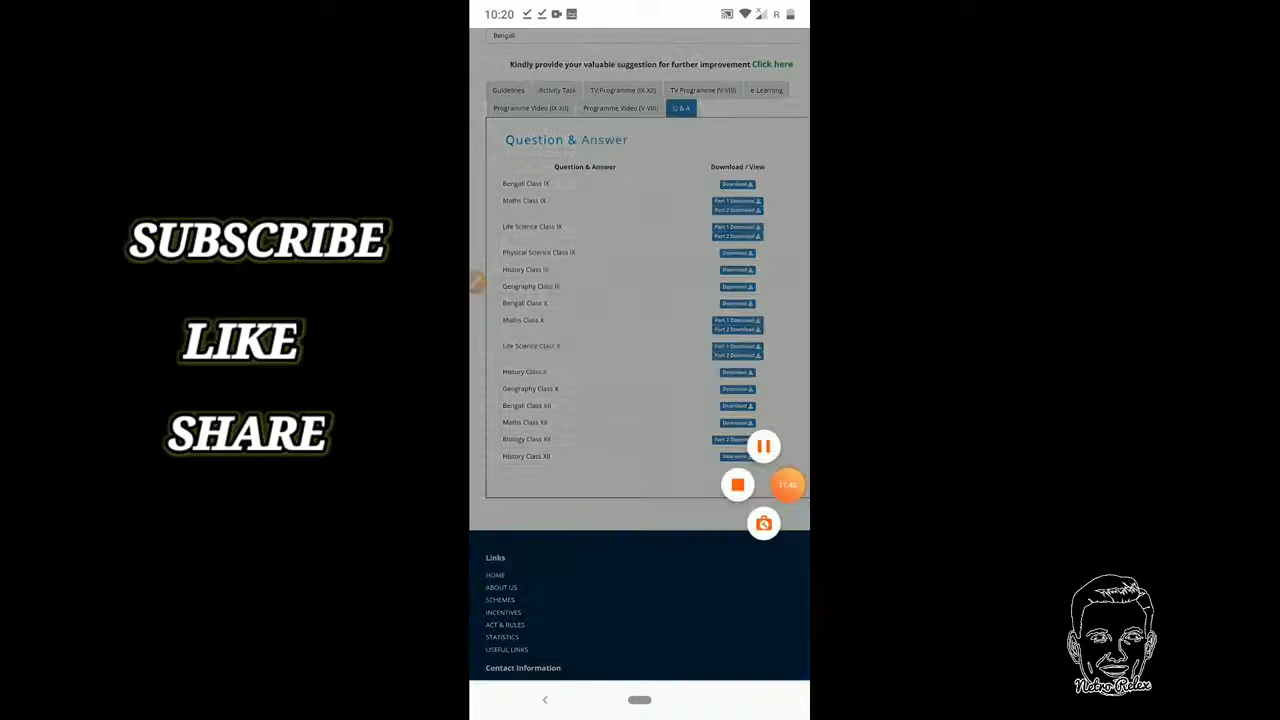 10:20
R
Bengali
Kindly provide your valuable suggestion for further improvement Click here
Guidelines Activity Task TV Programme (IX-XII) TV Programme (V-VIII) e-Learning
Programme Video (IX-XII) Programme Video (V-VIII) Q & A
Question & Answer
Question & Answer Download / View
Bengali Class IX Download
Maths Class IX Part 1 Download
Part 2 Download
Life Science Class IX Part 1 Download
Part 2 Download
Physical Science Class IX Download
History Class IX Download
Geography Class IX Download
Bengali Class X Download
Maths Class X Part 1 Download
Part 2 Download
Life Science Class X Part 1 Download
Part 2 Download
History Class X Download
Geography Class X Download
Bengali Class XII Download
Maths Class XII Download
Biology Class XII Part 2
History Class XII
11:46
Links
HOME
ABOUT US
SCHEMES
INCENTIVES
ACT & RULES
STATISTICS
USEFUL LINKS
Contact Information
SUBSCRIBE
LIKE
SHARE
Netro Relex